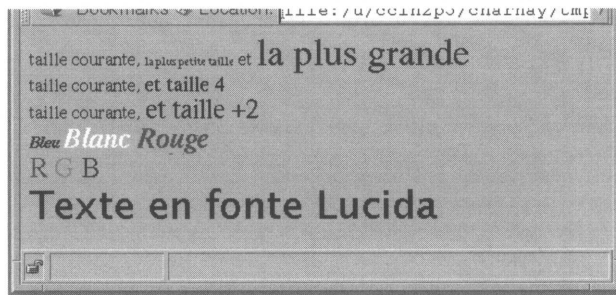 Bookmarks Location: file:/u/ccin2p3/charnay/tmp
taille courante, la plus petite taille et la plus grande
taille courante, et taille 4
taille courante, et taille +2
Bleu Blanc Rouge
R G B
Texte en fonte Lucida